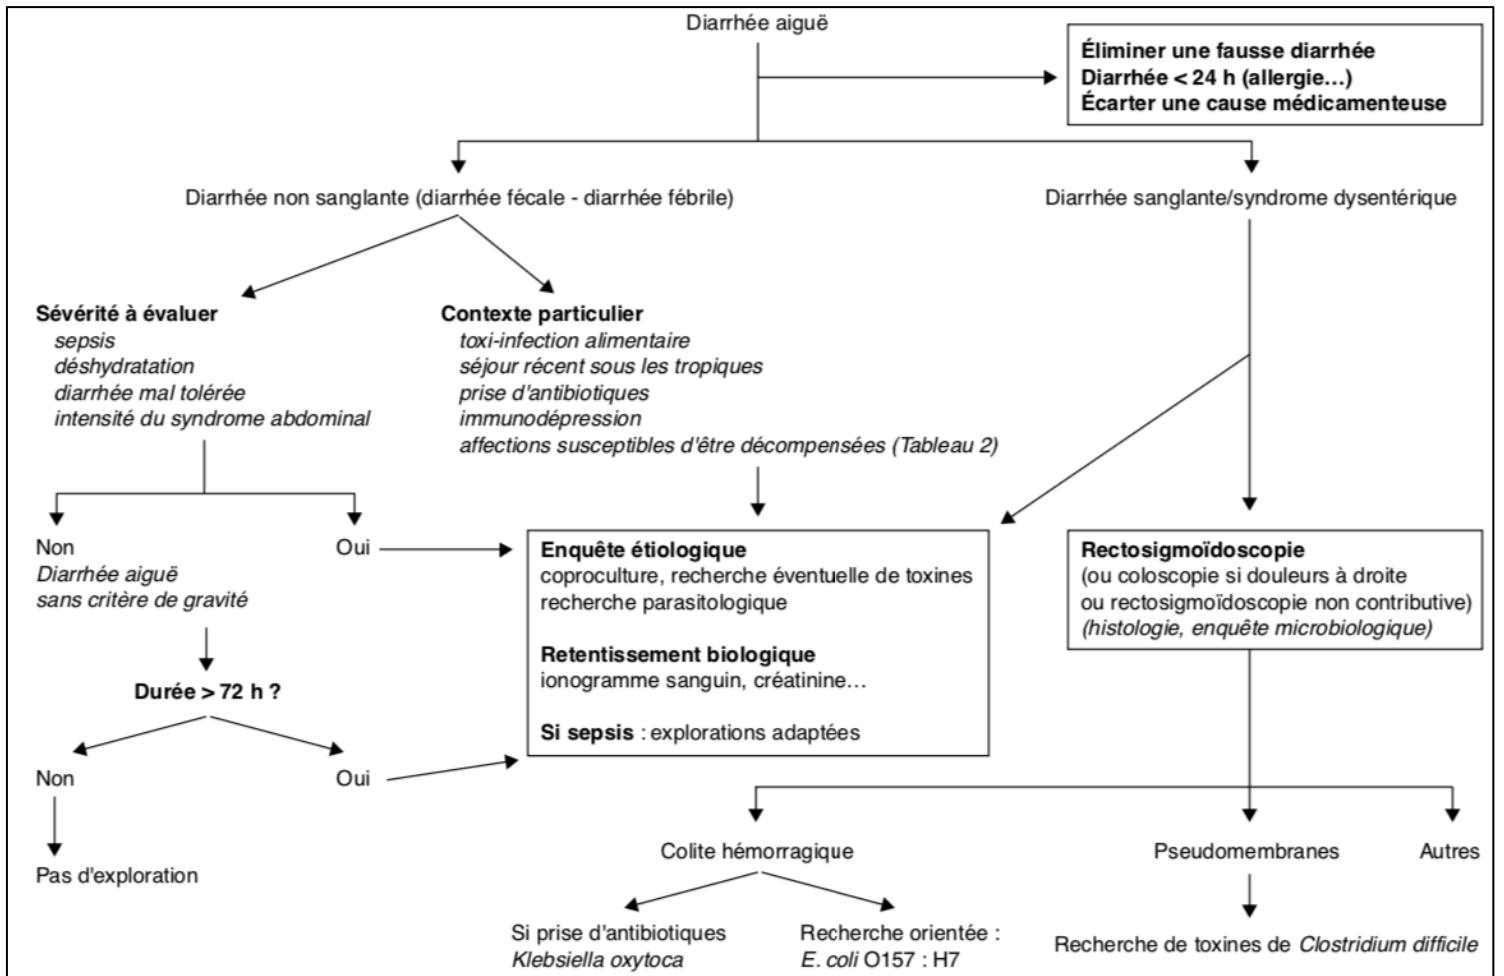 Diarrhée aiguë
Éliminer une fausse diarrhée
Diarrhée < 24 h (allergie…)
Écarter une cause médicamenteuse
Diarrhée non sanglante (diarrhée fécale - diarrhée fébrile)
Diarrhée sanglante/syndrome dysentérique
Sévérité à évaluer
sepsis
déshydratation
diarrhée mal tolérée
intensité du syndrome abdominal
Contexte particulier
toxi-infection alimentaire
séjour récent sous les tropiques
prise d'antibiotiques
immunodépression
affections susceptibles d'être décompensées (Tableau 2)
Non
Diarrhée aiguë
sans critère de gravité
Oui
Enquête étiologique
coproculture, recherche éventuelle de toxines
recherche parasitologique
Retentissement biologique
ionogramme sanguin, créatinine…
Si sepsis : explorations adaptées
Rectosigmoïdoscopie
(ou coloscopie si douleurs à droite
ou rectosigmoïdoscopie non contributive)
(histologie, enquête microbiologique)
Durée > 72 h ?
Non
Oui
Pas d'exploration
Colite hémorragique
Pseudomembranes
Autres
Si prise d'antibiotiques
Klebsiella oxytoca
Recherche orientée :
E. coli O157 : H7
Recherche de toxines de Clostridium difficile